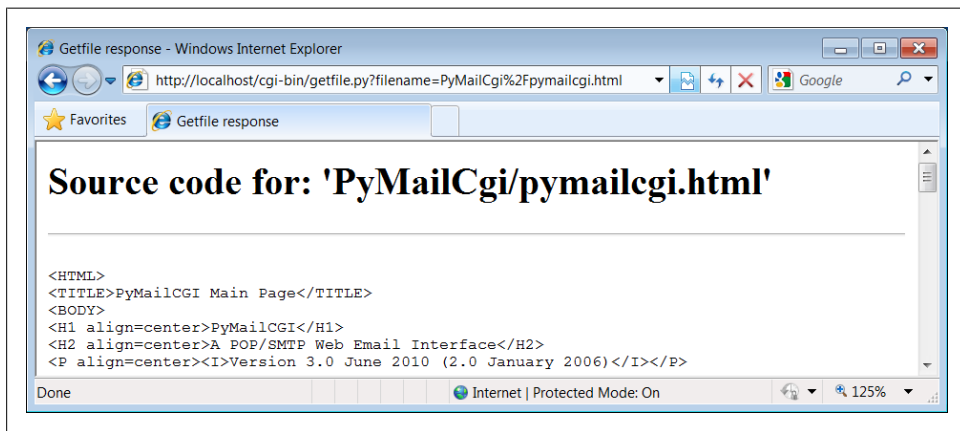 Getfile response - Windows Internet Explorer
http://localhost/cgi-bin/getfile.py?filename=PyMailCgi%2Fpymailcgi.html
Google
Favorites
Getfile response
Source code for: 'PyMailCgi/pymailcgi.html'
<HTML>
<TITLE>PyMailCGI Main Page</TITLE>
<BODY>
<H1 align=center>PyMailCGI</H1>
<H2 align=center>A POP/SMTP Web Email Interface</H2>
<P align=center><I>Version 3.0 June 2010 (2.0 January 2006)</I></P>
Done
Internet | Protected Mode: On
125%